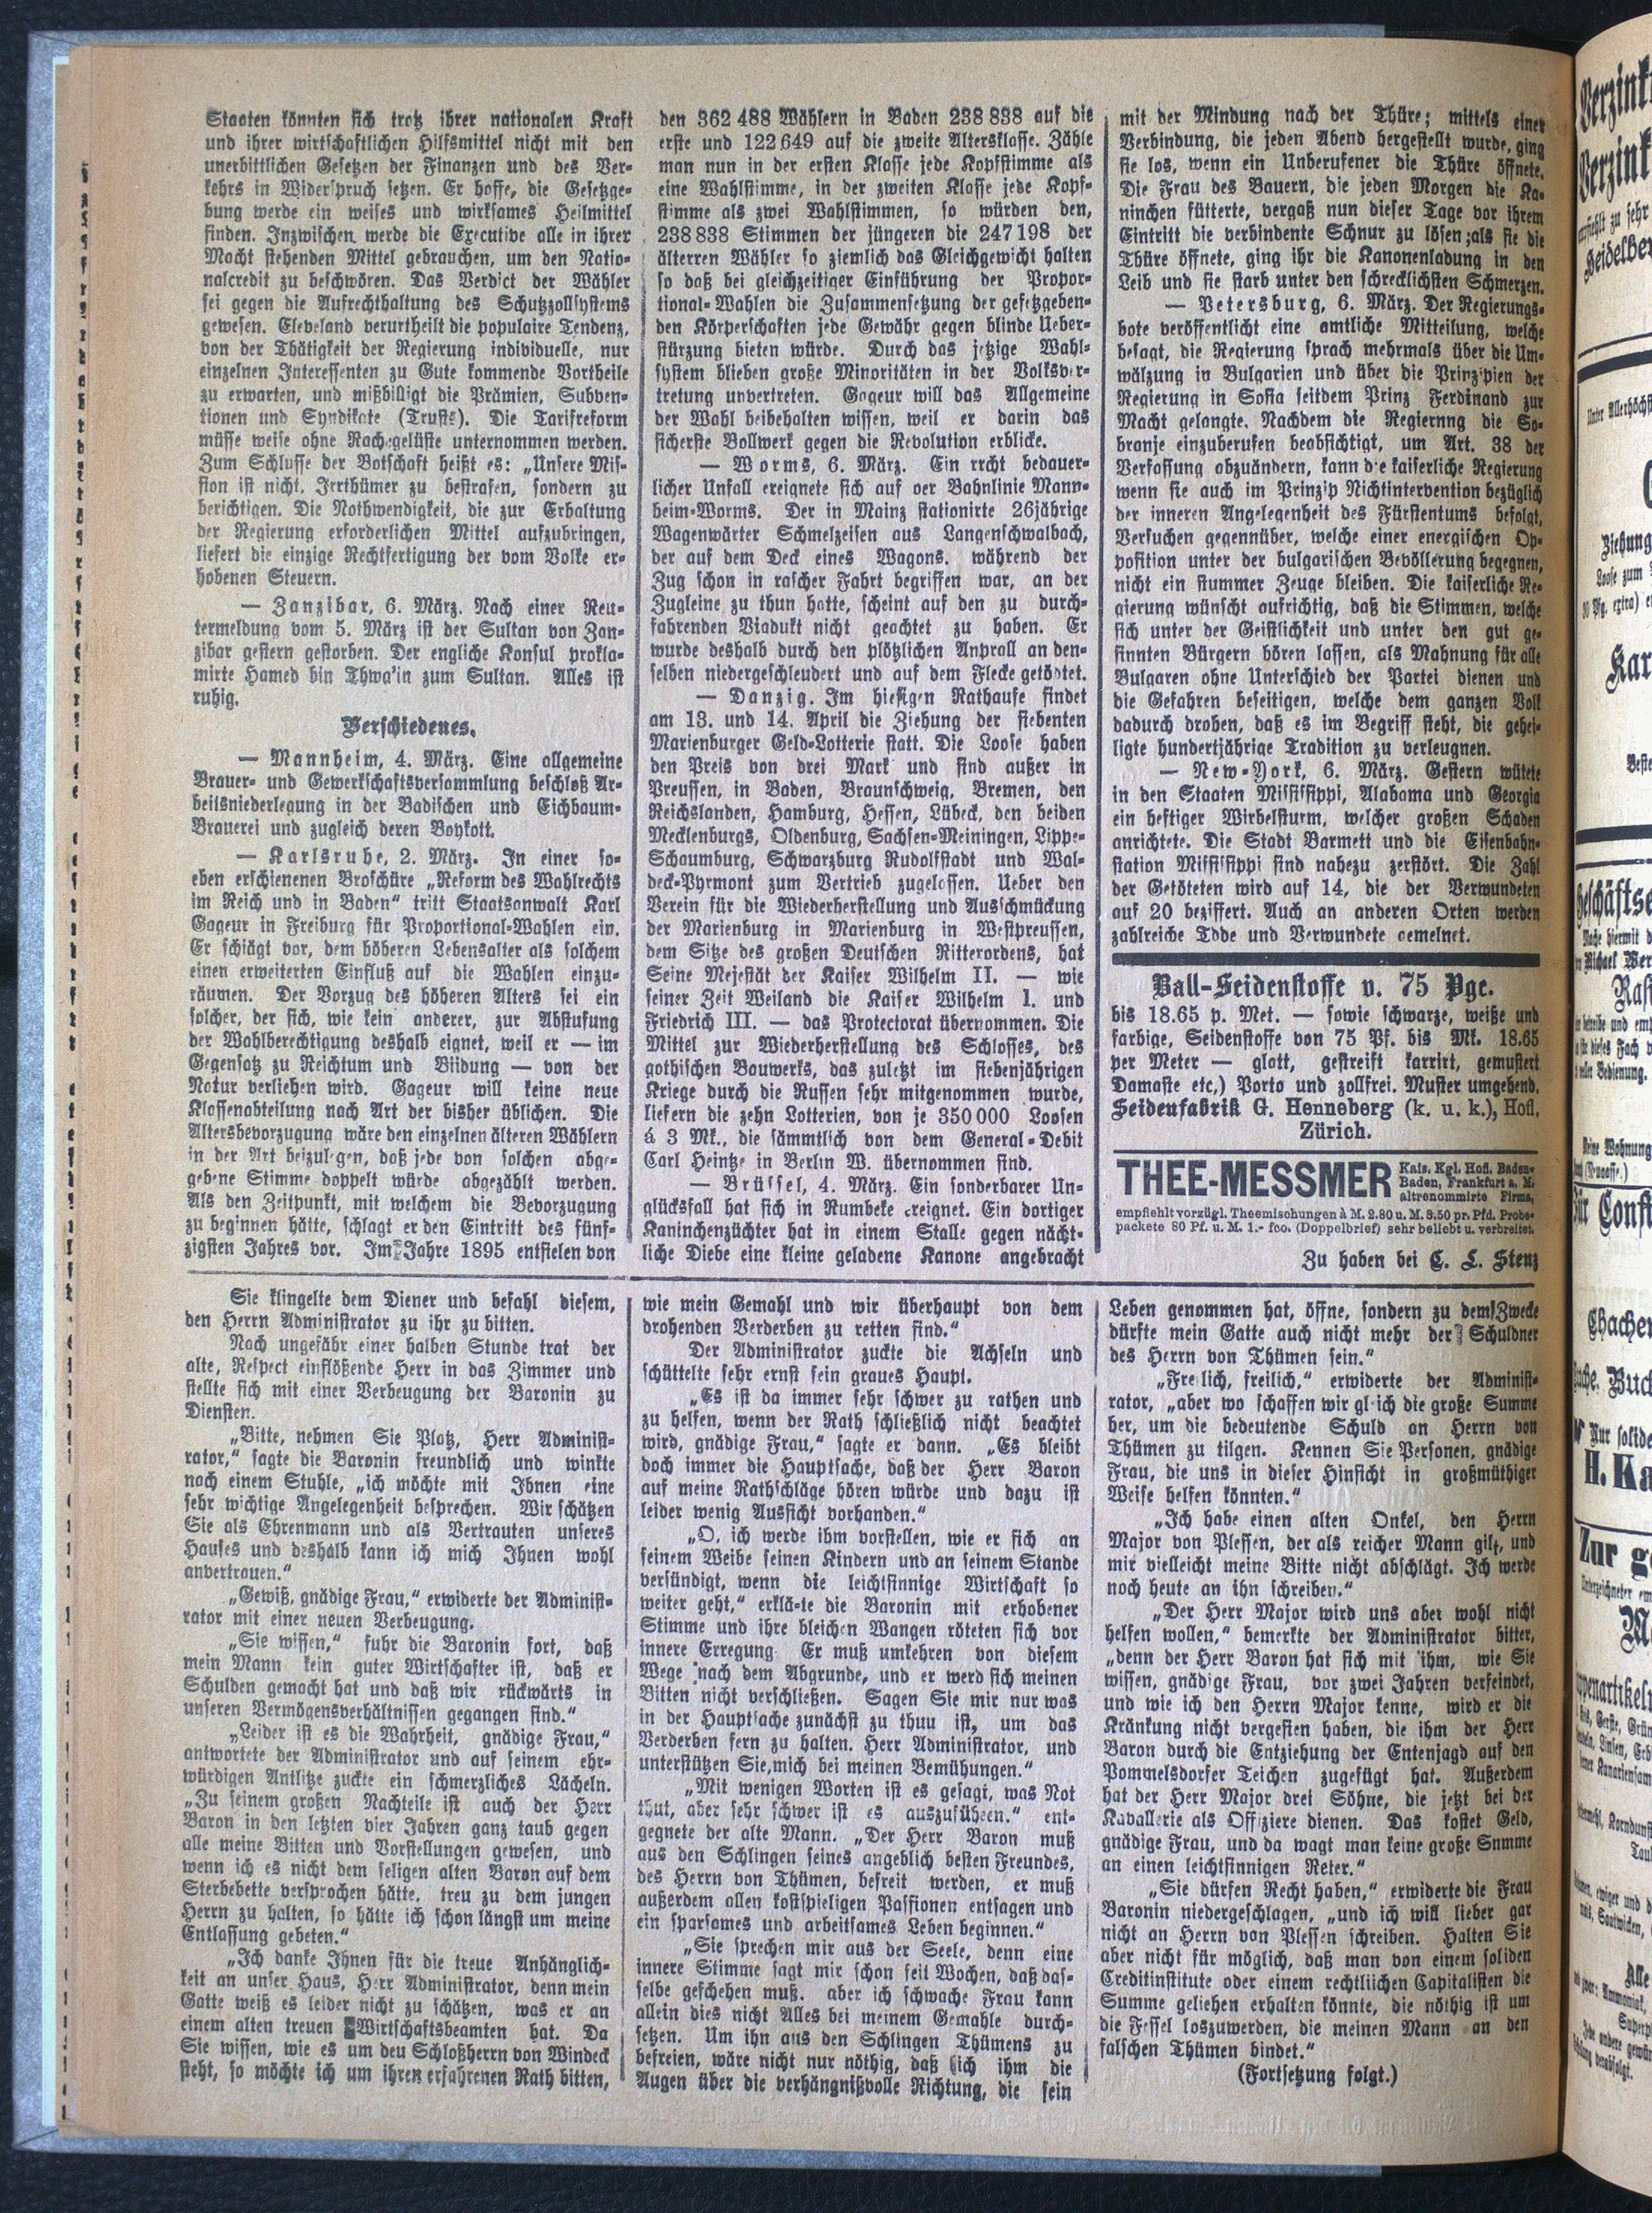 Staaten könnten sich trotz ihrer nationalen Kraft
und ihrer wirtschaftlichen Hilfsmittel nicht mit den
unerbittlichen Gesetzen der Finanzen und des Ver-
kehrs in Widerspruch setzen. Er hoffe, die Gesetzge-
bung werde ein weises und wirksames Heilmittel
finden. Inzwischen werde die Executive alle in ihrer
Macht stehenden Mittel gebrauchen, um den Natio-
nalcredit zu beschwören. Das Verdict der Wähler
sei gegen die Aufrechthaltung des Schutzzollsystems
gewesen. Cleveland verurtheilt die populaire Tendenz,
von der Thätigkeit der Regierung individuelle, nur
einzelnen Interessenten zu Gute kommende Vortheile
zu erwarten, und mißbilligt die Prämien, Subven-
tionen und Syndikate (Trusts). Die Tarifreform
müsse weise ohne Rachegelüste unternommen werden.
Zum Schlusse der Botschaft heißt es: „Unsere Mis-
sion ist nicht, Irrthümer zu bestrafen, sondern zu
berichtigen. Die Nothwendigkeit, die zur Erhaltung
der Regierung erforderlichen Mittel aufzubringen,
liefert die einzige Rechtfertigung der vom Volke er-
hobenen Steuern.
— Zanzibar, 6. März. Nach einer Reu-
termeldung vom 5. März ist der Sultan von Zan-
zibar gestern gestorben. Der engliche Konsul prokla-
mirte Hamed bin Thwa'in zum Sultan. Alles ist
ruhig.
Verschiedenes.
— Mannheim, 4. März. Eine allgemeine
Brauer- und Gewerkschaftsversammlung beschloß Ar-
beilsniederlegung in der Badischen und Eichbaum-
Brauerei und zugleich deren Boykott.
— Karlsruhe, 2. März. In einer so-
eben erschienenen Broschüre „Reform des Wahlrechts
im Reich und in Baden“ tritt Staatsanwalt Karl
Gageur in Freiburg für Proportional-Wahlen ein.
Er schlägt vor, dem höheren Lebensalter als solchem
einen erweiterten Einfluß auf die Wahlen einzu-
räumen. Der Vorzug des höheren Alters sei ein
solcher, der sich, wie kein anderer, zur Abstufung
der Wahlberechtigung deshalb eignet, weil er — im
Gegensatz zu Reichtum und Biidung — von der
Natur verliehen wird. Gageur will keine neue
Klassenabteilung nach Art der bisher üblichen. Die
Altersbevorzugung wäre den einzelnen älteren Wählern
in der Art beizulegen, daß jede von solchen abge-
gebene Stimme doppelt würde abgezählt werden.
Als den Zeitpunkt, mit welchem die Bevorzugung
zu beginnen hätte, schlagt er den Eintritt des fünf-
zigsten Jahres vor. Im Jahre 1895 entfielen von
den 362 488 Wählern in Baden 238 838 auf die
erste und 122 649 auf die zweite Altersklasse. Zähle
man nun in der ersten Klasse jede Kopfstimme als
eine Wahlstimme, in der zweiten Klasse jede Kopf-
stimme als zwei Wahlstimmen, so würden den,
238 838 Stimmen der jüngeren die 247 198 der
älterren Wähler so ziemlich das Gleichgewicht halten
so daß bei gleichzeitiger Einführung der Propor-
tional-Wahlen die Zusammensetzung der gesetzgeben-
den Körperschaften jede Gewähr gegen blinde Ueber-
stürzung bieten würde. Durch das jetzige Wahl-
system blieben große Minoritäten in der Volksver-
tretung unvertreten. Gageur will das Allgemeine
der Wahl beibehalten wissen, weil er darin das
sicherste Bollwerk gegen die Revolution erblicke.
— Worms, 6. März. Ein rrcht bedauer-
licher Unfall ereignete sich auf oer Bahnlinie Mann-
heim-Worms. Der in Mainz stationirte 26jährige
Wagenwärter Schmelzeisen aus Langenschwalbach,
der auf dem Deck eines Wagons. während der
Zug schon in rascher Fahrt begriffen war, an der
Zugleine zu thun hatte, scheint auf den zu durch-
fahrenden Viadukt nicht geachtet zu haben. Er
wurde deshalb durch den plötzlichen Anprall an den-
selben niedergeschleudert und auf dem Flecke getödtet.
— Danzig. Im hiesigen Rathause findet
am 13. und 14. April die Ziehung der siebenten
Marienburger Geld-Lotterie statt. Die Loose haben
den Preis von drei Mark und sind außer in
Preussen, in Baden, Braunschweig, Bremen, den
Reichslanden, Hamburg, Hessen, Lübeck, den beiden
Mecklenburgs, Oldenburg, Sachsen-Meiningen, Lippe-
Schaumburg, Schwarzburg Rudolfstadt und Wal-
deck-Pyrmont zum Vertrieb zugelassen. Ueber den
Verein für die Wiederherstellung und Ausschmückung
der Marienburg in Marienburg in Westpreussen,
dem Sitze des großen Deutschen Ritterordens, hat
Seine Mejestät der Kaiser Wilhelm II. — wie
seiner Zeit Weiland die Kaiser Wilhelm I. und
Friedrich III. — das Protectorat übernommen. Die
Mittel zur Wiederherstellung des Schlosses, des
gothischen Bauwerks, das zuletzt im siebenjährigen
Kriege durch die Russen sehr mitgenommen wurde,
liefern die zehn Lotterien, von je 350 000 Loosen
á 3 Mk., die sämmtlich von dem General-Debit
Carl Heintze in Berlin W. übernommen sind.
— Brüssel, 4. März. Ein sonderbarer Un-
glücksfall hat sich in Rumbeke ereignet. Ein dortiger
Kaninchenzüchter hat in einem Stalle gegen nächt-
liche Diebe eine kleine geladene Kanone angebracht
mit der Mindung nach der Thüre; mittels einer
Verbindung, die jeden Abend hergestellt wurde, ging
sie los, wenn ein Unberufener die Thüre öffnete.
Die Frau des Bauern, die jeden Morgen die Ka-
ninchen fütterte, vergaß nun dieser Tage vor ihrem
Eintritt die verbindente Schnur zu lösen;als sie die
Thüre öffnete, ging ihr die Kanonenladung in den
Leib und sie starb unter den schrecklichsten Schmerzen.
— Petersburg, 6. März. Der Regierungs-
bote veröffentlicht eine amtliche Mitteilung, welche
besagt, die Regierung sprach mehrmals über die Um-
wälzung in Bulgarien und über die Prinzipien der
Regierung in Sofia seitdem Prinz Ferdinand zur
Macht gelangte. Nachdem die Regiernng die So-
branje einzuberufen beabsichtigt, um Art. 38 der
Verfassung abzuändern, kann die kaiserliche Regierung
wenn sie auch im Prinzip Nichtintervention bezüglich
der inneren Angelegenheit des Fürstentums befolgt,
Versuchen gegennüber, welche einer energischen Op-
position unter der bulgarischen Bevölkerung begegnen,
nicht ein stummer Zeuge bleiben. Die kaiserliche Re-
gierung wünscht aufrichtig, daß die Stimmen, welche
sich unter der Geistlichkeit und unter den gut ge-
sinnten Bürgern hören lassen, als Mahnung für alle
Bulgaren ohne Unterschied der Partei dienen und
die Gefahren beseitigen, welche dem ganzen Volk
dadurch drohen, daß es im Begriff steht, die gehei-
ligte hundertjährige Tradition zu verleugnen.
— New-York, 6. März. Gestern wütete
in den Staaten Missisippi, Alabama und Georgia
ein heftiger Wirbelsturm, welcher großen Schaden
anrichtete. Die Stadt Barmett und die Eisenbahn-
station Mississippi sind nahezu zerstört. Die Zahl
der Getöteten wird auf 14, die der Verwundeten
auf 20 beziffert. Auch an anderen Orten werden
zahlreiche Tode und Verwundete gemelnet.
Ball-Seidenstoffe v. 75 Pge.
bis 18.65 p. Met. — sowie schwarze, weiße und
farbige, Seidenstoffe von 75 Pf. bis Mk. 18.65
per Meter — glatt, gestreift karrirt, gemustert
Damaste etc,) Porto und zollfrei. Muster umgehend.
Seidenfabrik G. Henneberg (k. u. k.), Hofl.
Zürich.
THEE-MESSMER
Kais. Kgl. Hofl. Baden-
Baden, Frankfurt a. M.
altrenommirte Firma,
empfiehlt vorzügl. Theemischungen à M. 2.80 u. M. 3.50 pr. Pfd. Probe-
packete 80 Pf. u. M. 1.- fco. (Doppelbrief) sehr beliebt u. verbreitet.
Zu haben bei C. L. Stenz
Sie klingelte dem Diener und befahl diesem,
den Herrn Administrator zu ihr zu bitten.
Nach ungefähr einer halben Stunde trat der
alte, Respect einflößende Herr in das Zimmer und
stellte sich mit einer Verbeugung der Baronin zu
Diensten.
„Bitte, nehmen Sie Platz, Herr Administ-
rator,“ sagte die Baronin freundlich und winkte
nach einem Stuhle, „ich möchte mit Ihnen eine
sehr wichtige Angelegenheit besprechen. Wir schätzen
Sie als Ehrenmann und als Vertrauten unseres
Hauses und deshalb kann ich mich Ihnen wohl
anvertrauen.“
„Gewiß, gnädige Frau,“ erwiderte der Administ-
rator mit einer neuen Verbeugung.
„Sie wissen,“ fuhr die Baronin fort, daß
mein Mann kein guter Wirtschafter ist, daß er
Schulden gemacht hat und daß wir rückwärts in
unseren Vermögensverhältnissen gegangen sind.“
„Leider ist es die Wahrheit, gnädige Frau,“
antwortete der Administrator und auf seinem ehr-
würdigen Antlitze zuckte ein schmerzliches Lächeln.
„Zu seinem großen Nachteile ist auch der Herr
Baron in den letzten vier Jahren ganz taub gegen
alle meine Bitten und Vorstellungen gewesen, und
wenn ich es nicht dem seligen alten Baron auf dem
Sterbebette versprochen hätte, treu zu dem jungen
Herrn zu halten, so hätte ich schon längst um meine
Entlassung gebeten.“
„Ich danke Ihnen für die treue Anhänglich-
keit an unser Haus, Herr Administrator, denn mein
Gatte weiß es leider nicht zu schätzen, was er an
einem alten treuen Wirtschaftsbeamten hat. Da
Sie wissen, wie es um deu Schloßherrn von Windeck
steht, so möchte ich um ihren erfahrenen Rath bitten,
wie mein Gemahl und wir überhaupt von dem
drohenden Verderben zu retten sind.“
Der Administrator zuckte die Achseln und
schüttelte sehr ernst sein graues Haupt.
„Es ist da immer sehr schwer zu rathen und
zu helfen, wenn der Rath schließlich nicht beachtet
wird, gnädige Frau,“ sagte er dann. „Es bleibt
doch immer die Hauptsache, daß der Herr Baron
auf meine Rathschläge hören würde und dazu ist
leider wenig Aussicht vorhanden.“
„O, ich werde ihm vorstellen, wie er sich an
seinem Weibe seinen Kindern und an seinem Stande
versündigt, wenn die leichtsinnige Wirtschaft so
weiter geht,“ erklärte die Baronin mit erhobener
Stimme und ihre bleichen Wangen röteten sich vor
innere Erregung Er muß umkehren von diesem
Wege nach dem Abgrunde, und er werd sich meinen
Bitten nicht verschließen. Sagen Sie mir nur was
in der Hauptsache zunächst zu thuu ist, um das
Verderben fern zu halten. Herr Administrator, und
unterstützen Sie mich bei meinen Bemühungen.“
„Mit wenigen Worten ist es gesagt, was Not
thut, aber sehr schwer ist es auszuführen.“ ent-
gegnete der alte Mann. „Der Herr Baron muß
aus den Schlingen seines angeblich besten Freundes,
des Herrn von Thümen, befreit werden, er muß
außerdem allen kostspieligen Passionen entsagen und
ein sparsames und arbeitsames Leben beginnen.“
„Sie sprechen mir aus der Seele, denn eine
innere Stimme sagt mir schon seit Wochen, daß das-
selbe geschehen muß. aber ich schwache Frau kann
allein dies nicht Alles bei meinem Gemahle durch-
setzen. Um ihn aus den Schlingen Thümens zu
befreien, wäre nicht nur nöthig, daß sich ihm die
Augen über die verhängnißvolle Richtung, die sein
Leben genommen hat, öffne, sondern zu dem Zwecke
dürfte mein Gatte auch nicht mehr der Schuldner
des Herrn von Thümen sein.“
„Freilich, freilich,“ erwiderte der Administ-
rator, „aber wo schaffen wir gleich die große Summe
her, um die bedeutende Schuld an Herrn von
Thümen zu tilgen. Kennen Sie Personen, gnädige
Frau, die uns in dieser Hinsicht in großmüthiger
Weise helfen könnten.“
„Ich habe einen alten Onkel, den Herrn
Major von Plessen, der als reicher Mann gilt, und
mir vielleicht meine Bitte nicht abschlägt. Ich werde
noch heute an ihn schreiben.“
„Der Herr Major wird uns aber wohl nicht
helfen wollen,“ bemerkte der Administrator bitter,
„denn der Herr Baron hat sich mit ihm, wie Sie
wissen, gnädige Frau, vor zwei Jahren verfeindet,
und wie ich den Herrn Major kenne, wird er die
Kränkung nicht vergessen haben, die ihm der Herr
Baron durch die Entziehung der Entenjagd auf den
Pommelsdorfer Teichen zugefügt hat. Außerdem
hat der Herr Major drei Söhne, die jetzt bei der
Kavallerie als Offiziere dienen. Das kostet Geld,
gnädige Frau, und da wagt man keine große Snmme
an einen leichtsinnigen Neter.“
„Sie dürfen Recht haben,“ erwiderte die Frau
Baronin niedergeschlagen, „und ich will lieber gar
nicht an Herrn von Plessen schreiben. Halten Sie
aber nicht für möglich, daß man von einem soliden
Creditinstitute oder einem rechtlichen Capitalisten die
Summe geliehen erhalten könnte, die nöthig ist um
die Fessel loszuwerden, die meinen Mann an den
falschen Thümen bindet.“
(Fortsetzung folgt.)